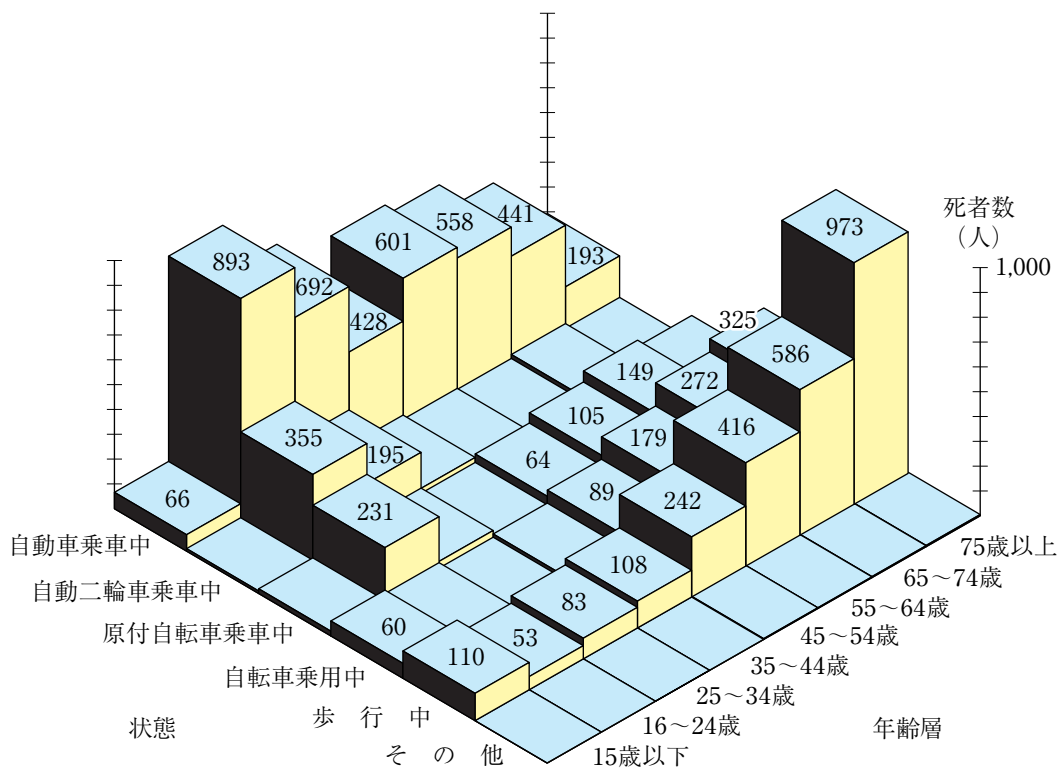 死者数
（人）
1,000
893
692
428
601
558
441
193
973
325
586
149
272
105
179
416
355
195
64
89
242
66
231
108
83
60
53
110
自動車乗車中
自動二輪車乗車中
原付自転車乗車中
自転車乗用中
歩 行 中
そ の 他
状態
75歳以上
65～74歳
55～64歳
45～54歳
35～44歳
25～34歳
16～24歳
15歳以下
年齢層